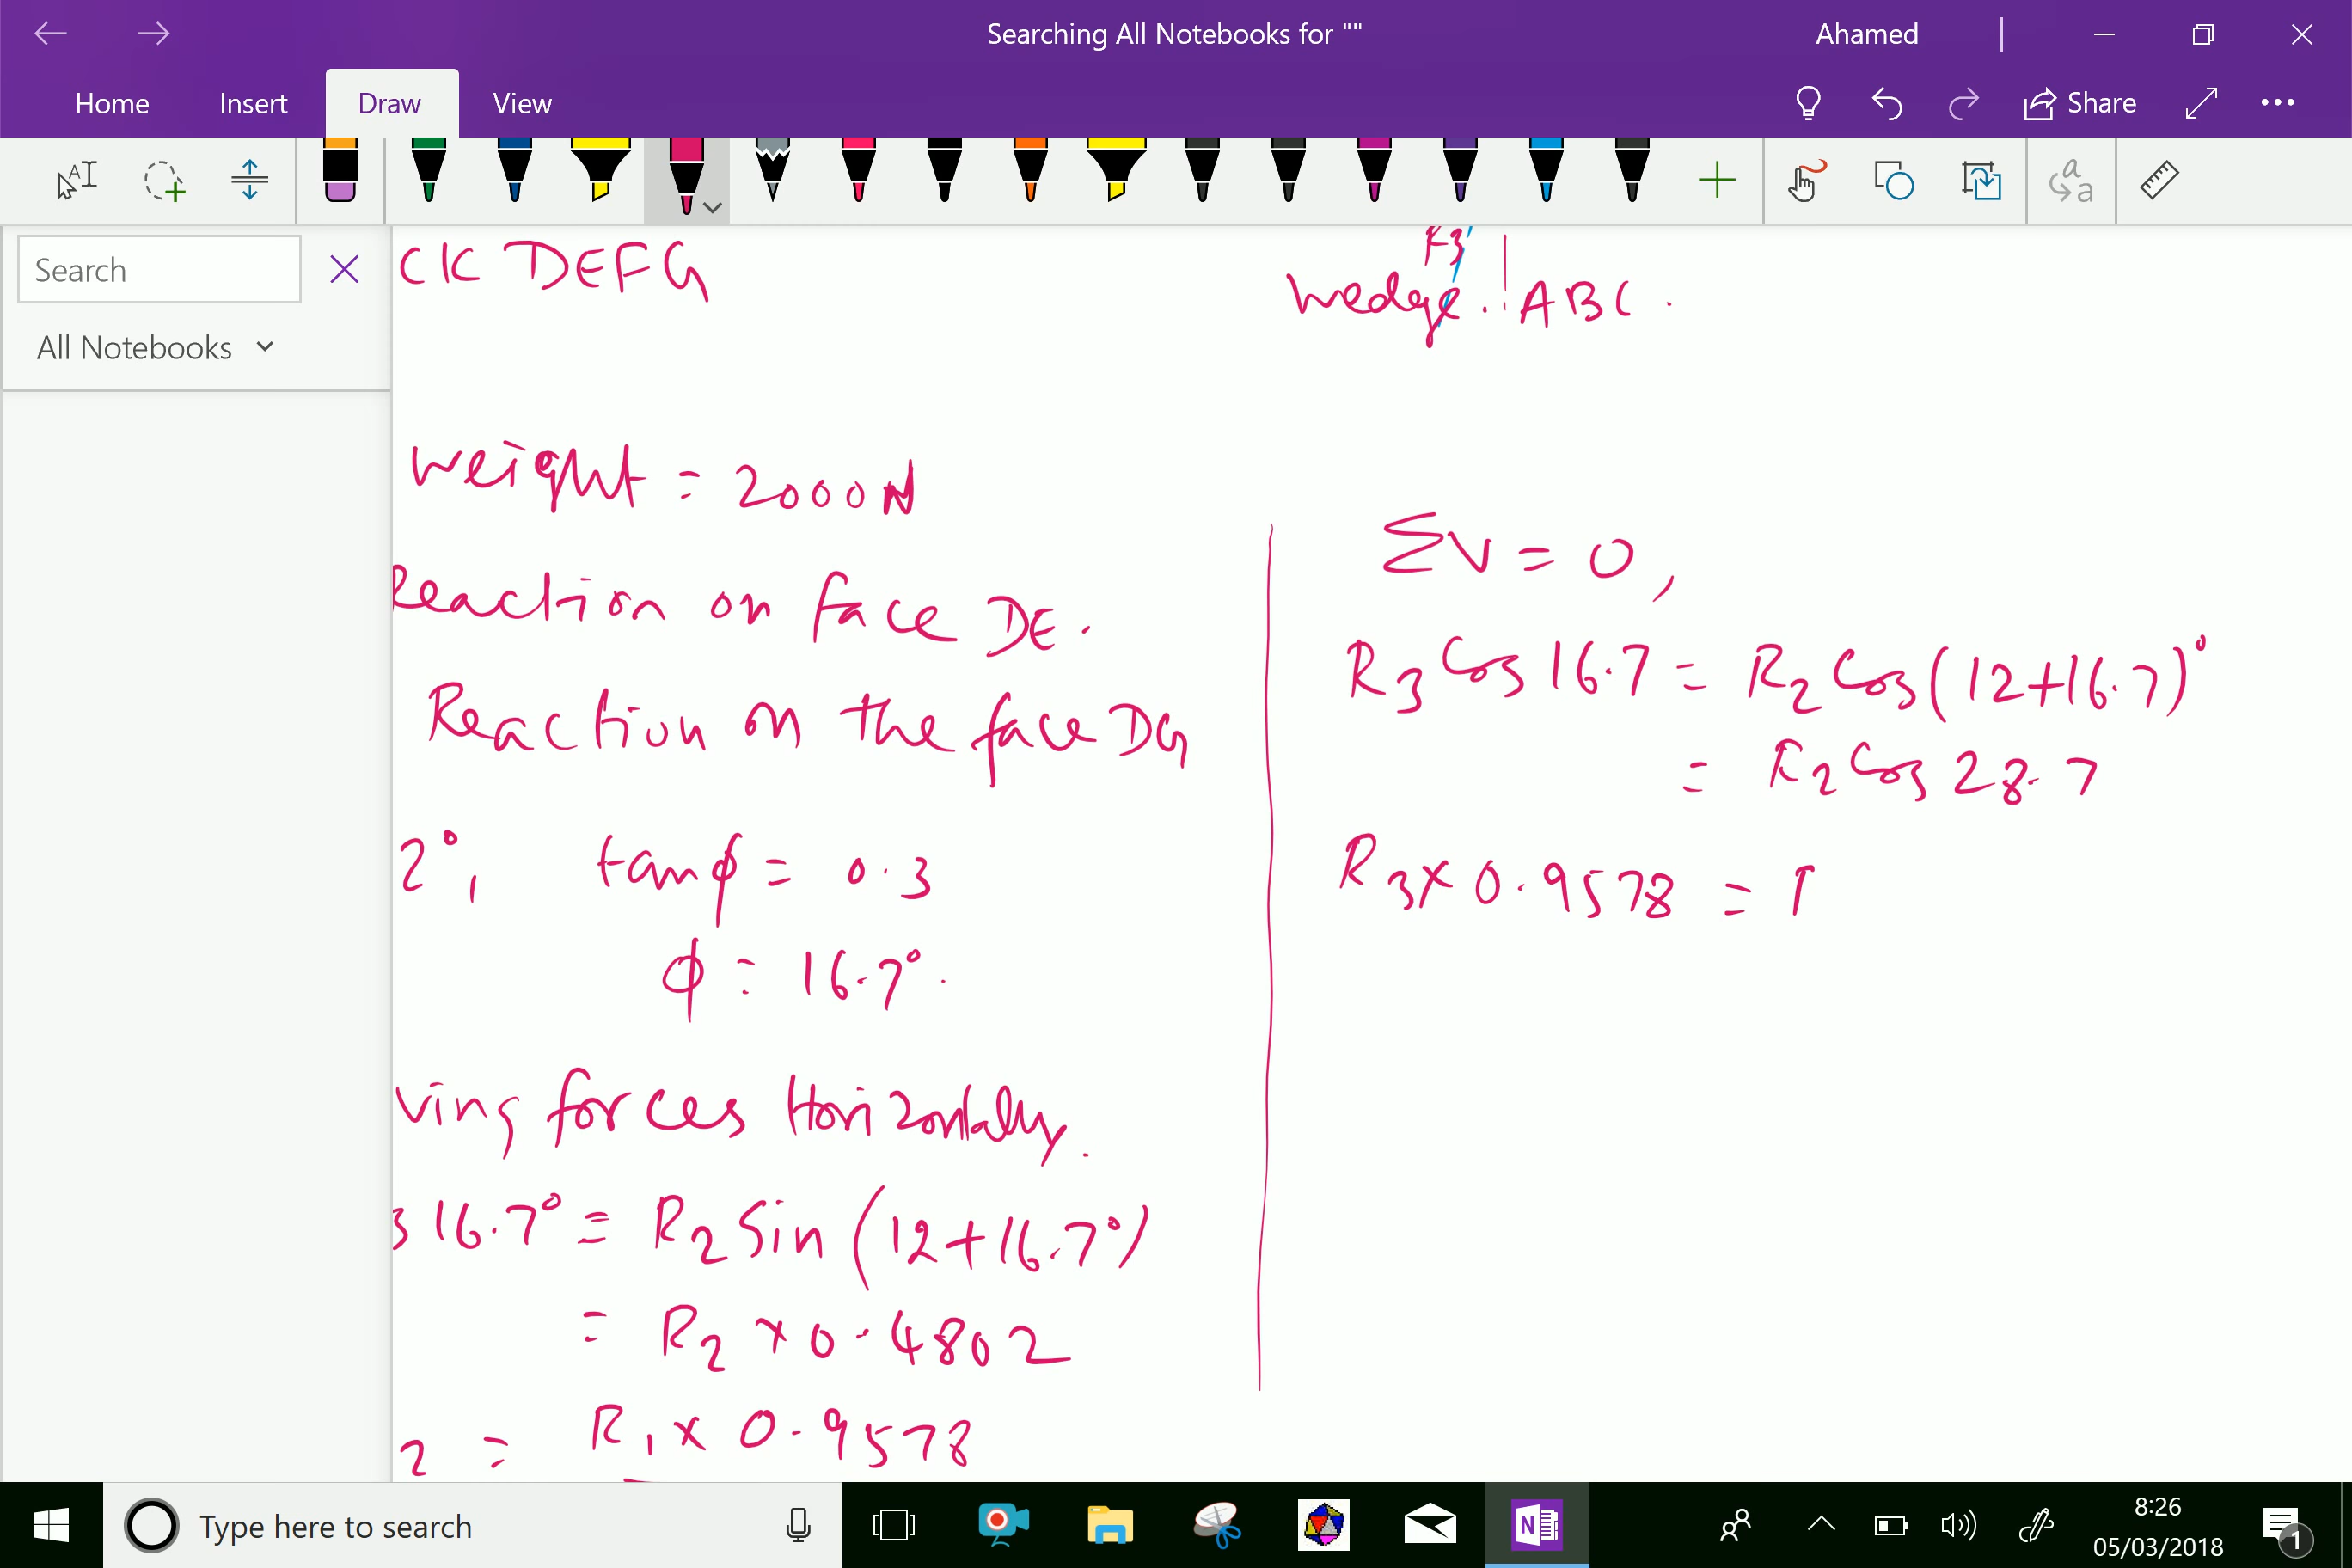 Searching All Notebooks for ""
Ahamed
Home Insert Draw View
Share
Search
All Notebooks
CK DEFG
wedge. ABC.
weight = 2000N
Reaction on face DE.
Reaction on the face DG
2°, tanϕ = 0.3
ϕ = 16.7°.
ving forces Horizontally.
s 16.7° = R2 Sin (12+16.7°)
= R2 × 0.4802
2 = R1 × 0.9578
ΣV = 0,
R3 Cos 16.7 = R2 Cos (12+16.7)°
= R2 Cos 28.7
R3 × 0.9578 =
Type here to search
8:26
05/03/2018
1